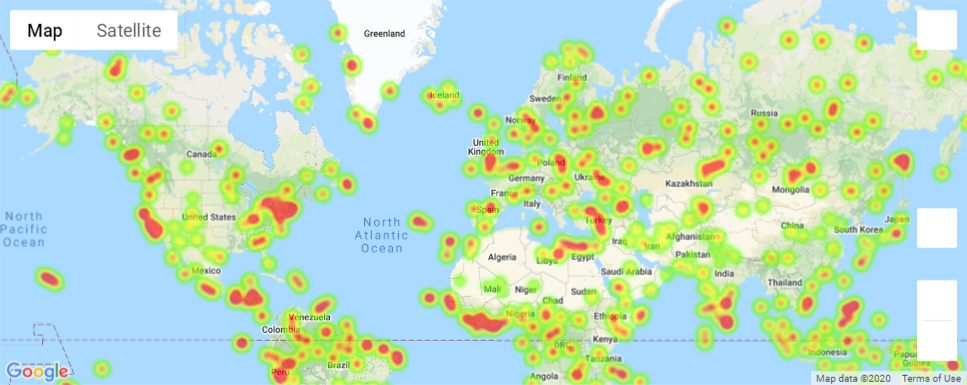 Map
Satellite
Greenland
Iceland
Finland
Sweden
Norway
Russia
United
Kingdom
Canada
Poland
Germany
Ukraine
Kazakhstan
Mongolia
France
Italy
Spain
North
Pacific
Ocean
United States
North
Atlantic
Ocean
Turkey
China
Japan
South Korea
Iraq
Iran
Afghanistan
Pakistan
Algeria
Libya
Egypt
Saudi Arabia
India
Mexico
Mali
Niger
Chad
Sudan
Thailand
Nigeria
Ethiopia
Venezuela
Colombia
Kenya
DRC
Tanzania
Indonesia
Papua
Brazil
Peru
Angola
Google
Map data ©2020
Terms of Use